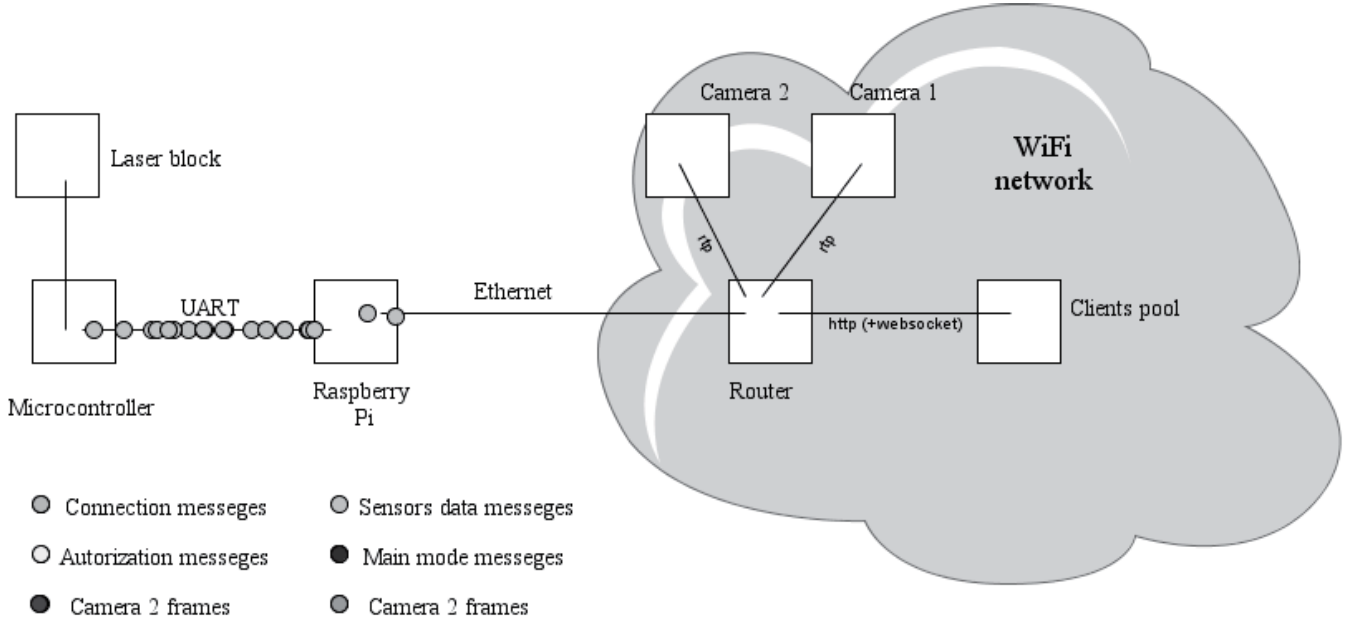 Camera 2
Camera 1
WiFi
network
Laser block
rtp
rtp
UART
Ethernet
http (+websocket)
Clients pool
Microcontroller
Raspberry
Pi
Router
Connection messeges
Sensors data messeges
Autorization messeges
Main mode messeges
Camera 2 frames
Camera 2 frames